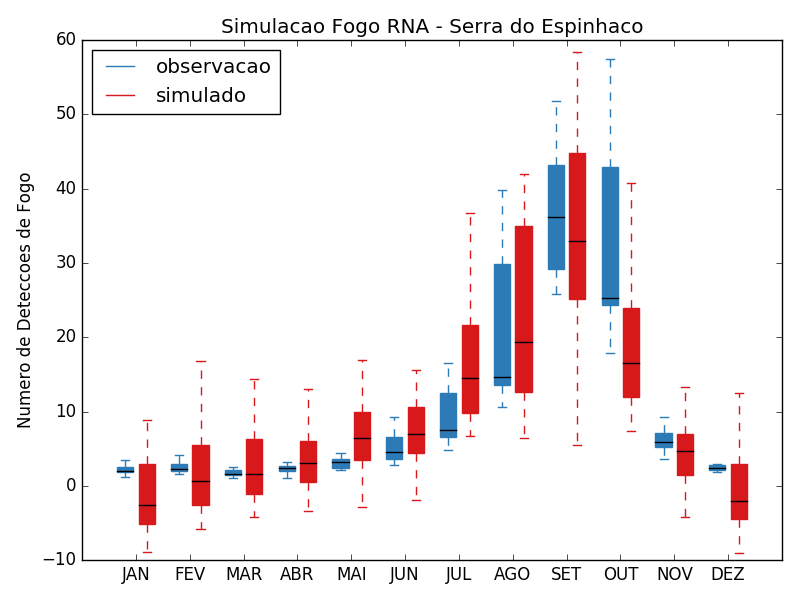 Simulacao Fogo RNA - Serra do Espinhaco
observacao
simulado
Numero de Deteccoes de Fogo
60
50
40
30
20
10
0
−10
JAN FEV MAR ABR MAI JUN JUL AGO SET OUT NOV DEZ